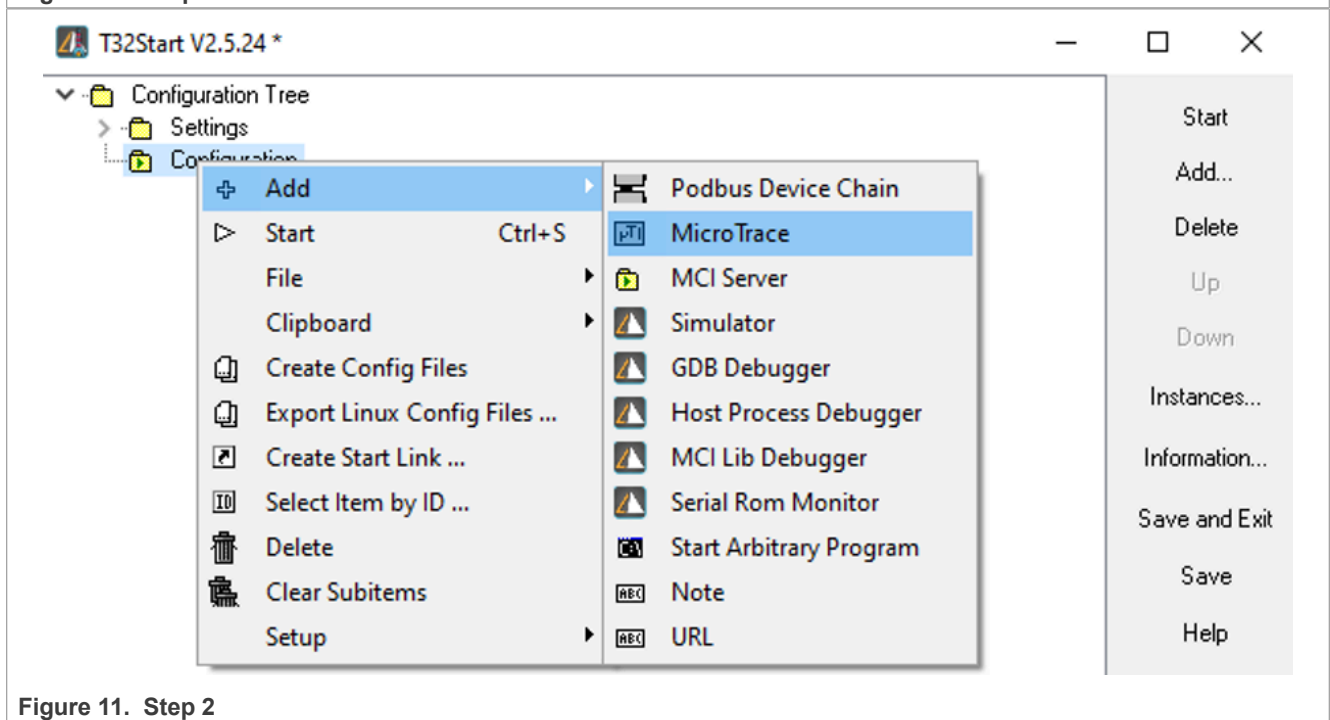 T32Start V2.5.24 *
Configuration Tree
Settings
Configuration
Add
Start Ctrl+S
File
Clipboard
Create Config Files
Export Linux Config Files ...
Create Start Link ...
Select Item by ID ...
Delete
Clear Subitems
Setup
Podbus Device Chain
MicroTrace
MCI Server
Simulator
GDB Debugger
Host Process Debugger
MCI Lib Debugger
Serial Rom Monitor
Start Arbitrary Program
Note
URL
Start
Add...
Delete
Up
Down
Instances...
Information...
Save and Exit
Save
Help
Figure 11. Step 2